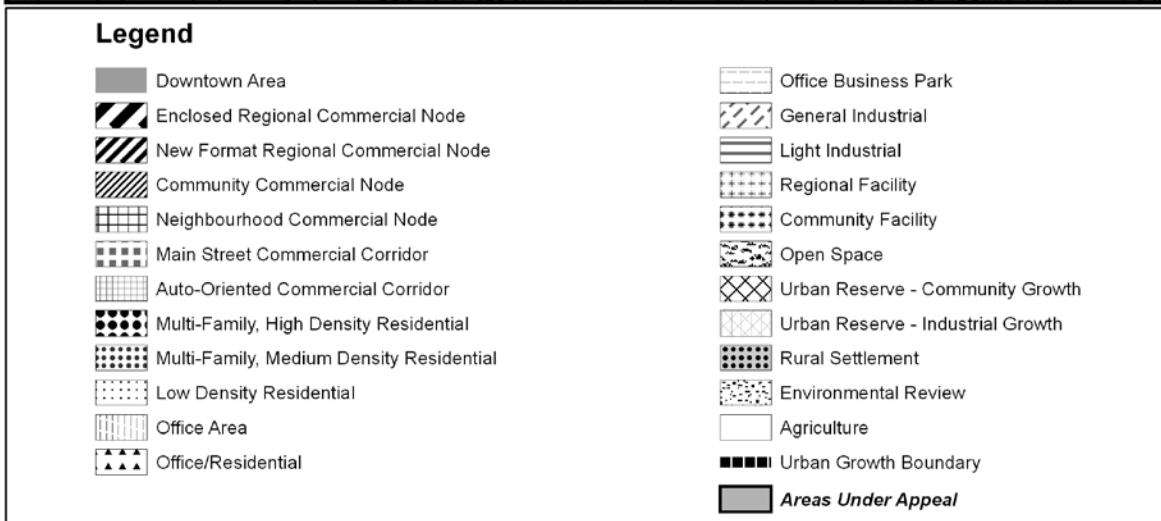 Legend
Downtown Area
Enclosed Regional Commercial Node
New Format Regional Commercial Node
Community Commercial Node
Neighbourhood Commercial Node
Main Street Commercial Corridor
Auto-Oriented Commercial Corridor
Multi-Family, High Density Residential
Multi-Family, Medium Density Residential
Low Density Residential
Office Area
Office/Residential
Office Business Park
General Industrial
Light Industrial
Regional Facility
Community Facility
Open Space
Urban Reserve - Community Growth
Urban Reserve - Industrial Growth
Rural Settlement
Environmental Review
Agriculture
Urban Growth Boundary
Areas Under Appeal